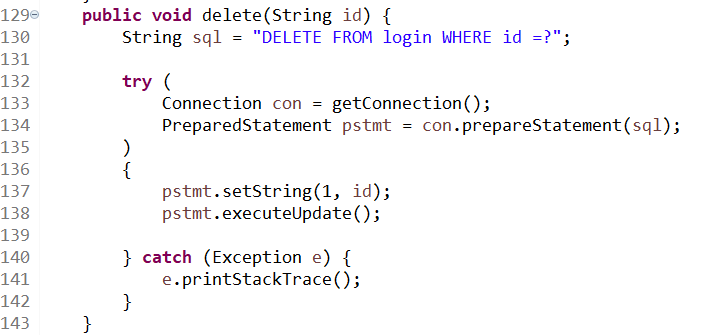 129 public void delete(String id) {
130 String sql = "DELETE FROM login WHERE id =?";
131
132 try (
133 Connection con = getConnection();
134 PreparedStatement pstmt = con.prepareStatement(sql);
135 )
136 {
137 pstmt.setString(1, id);
138 pstmt.executeUpdate();
139
140 } catch (Exception e) {
141 e.printStackTrace();
142 }
143 }